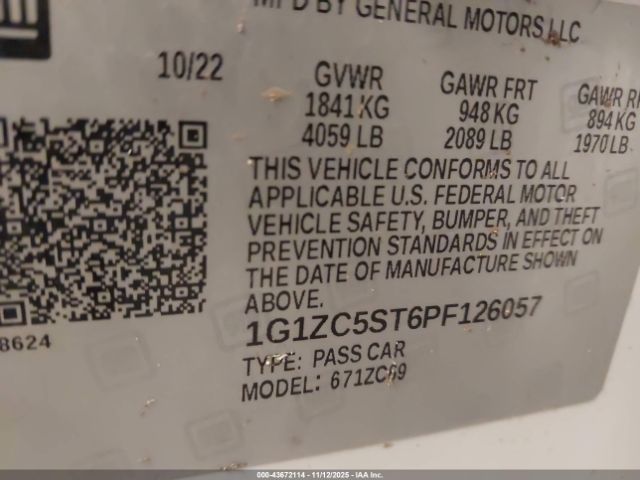 MFD BY GENERAL MOTORS LLC
10/22
GVWR GAWR FRT GAWR
1841 KG 948 KG 894 KG
4059 LB 2089 LB 1970 LB
THIS VEHICLE CONFORMS TO ALL
APPLICABLE U.S. FEDERAL MOTOR
VEHICLE SAFETY, BUMPER, AND THEFT
PREVENTION STANDARDS IN EFFECT ON
THE DATE OF MANUFACTURE SHOWN
ABOVE.
8624
1G1ZC5ST6PF126057
TYPE: PASS CAR
MODEL: 671ZC69
000-43672114 - 11/12/2025 - IAA Inc.